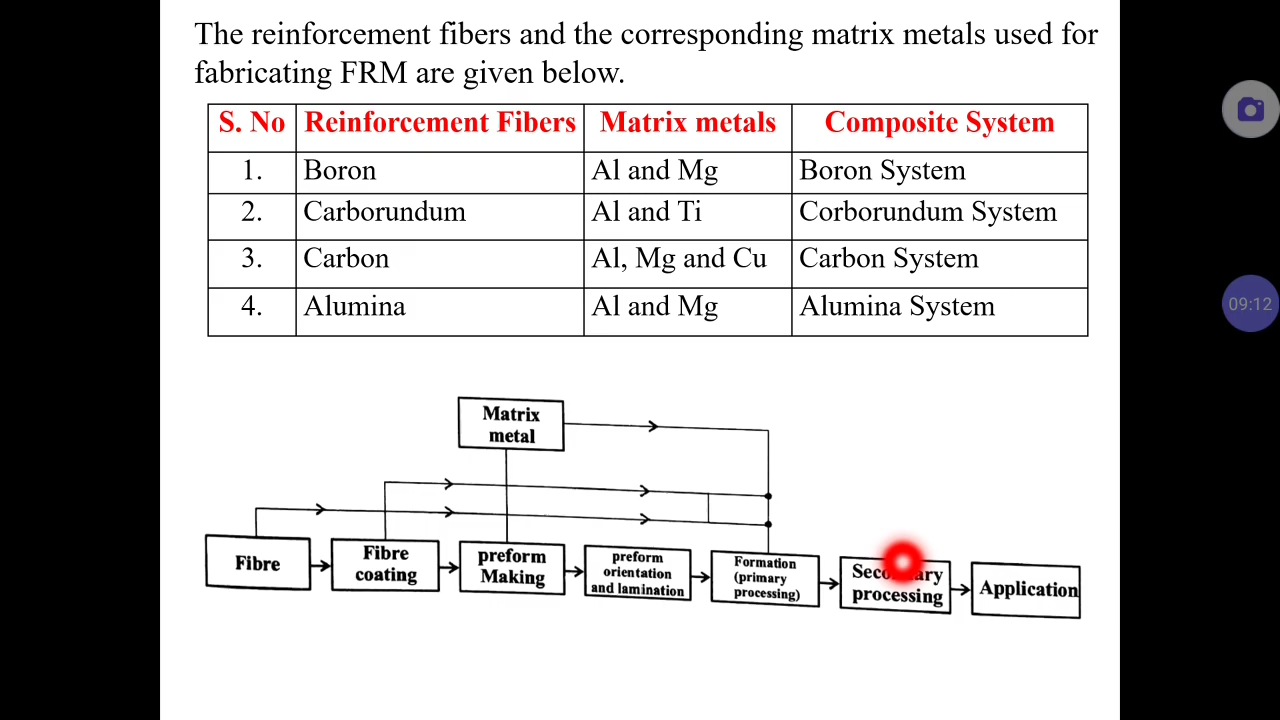 The reinforcement fibers and the corresponding matrix metals used for
fabricating FRM are given below.
S. No Reinforcement Fibers Matrix metals Composite System
1. Boron Al and Mg Boron System
2. Carborundum Al and Ti Corborundum System
3. Carbon Al, Mg and Cu Carbon System
4. Alumina Al and Mg Alumina System
09:12
Matrix
metal
Fibre
Fibre
coating
preform
Making
preform
orientation
and lamination
Formation
(primary
processing)
processing
Application